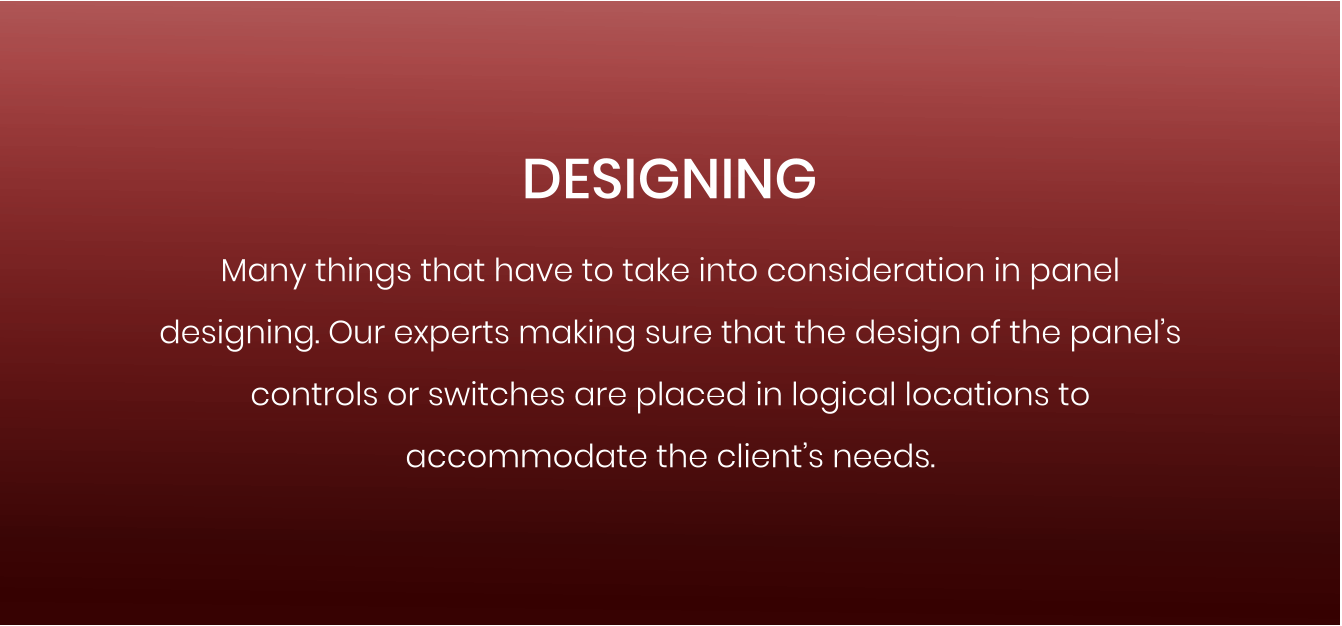 DESIGNING
Many things that have to take into consideration in panel
designing. Our experts making sure that the design of the panel’s
controls or switches are placed in logical locations to
accommodate the client’s needs.